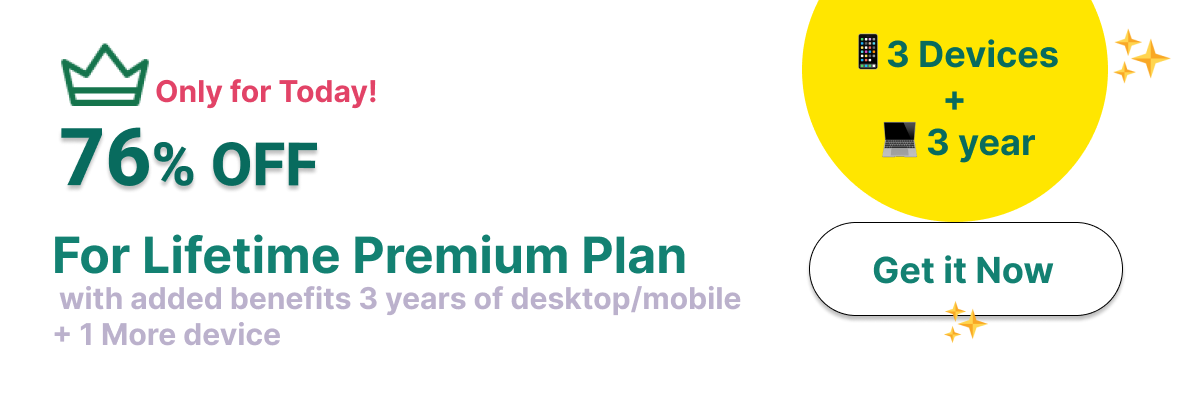 Only for Today!
76% OFF
For Lifetime Premium Plan
with added benefits 3 years of desktop/mobile
+ 1 More device
3 Devices
+
3 year
Get it Now